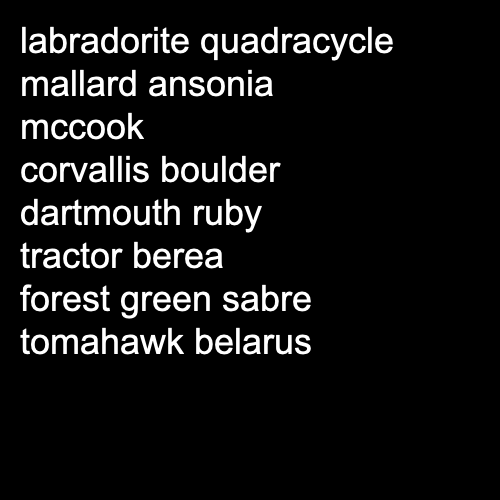 labradorite quadracycle
mallard ansonia
mccook
corvallis boulder
dartmouth ruby
tractor berea
forest green sabre
tomahawk belarus